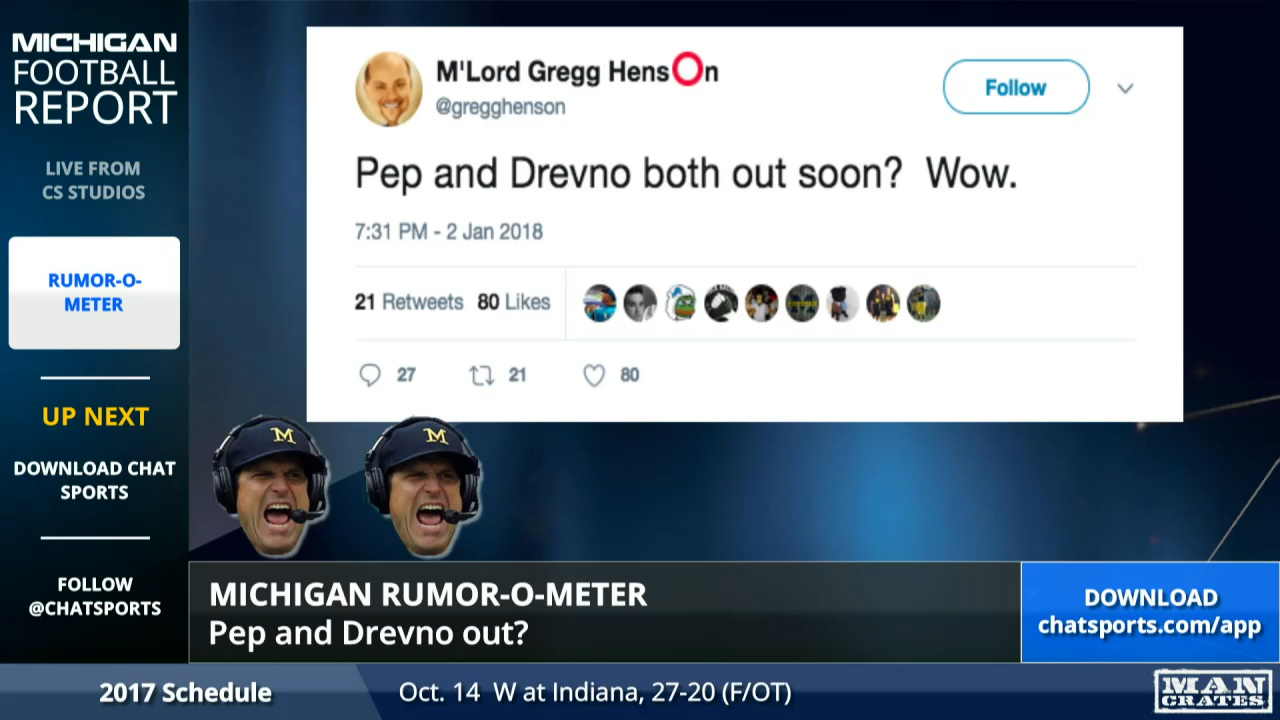 MICHIGAN
FOOTBALL
REPORT
LIVE FROM
CS STUDIOS
RUMOR-O-
METER
UP NEXT
DOWNLOAD CHAT
SPORTS
FOLLOW
@CHATSPORTS
M'Lord Gregg HensOn
@gregghenson
Follow
Pep and Drevno both out soon? Wow.
7:31 PM - 2 Jan 2018
21 Retweets 80 Likes
27 21 80
M M
MICHIGAN RUMOR-O-METER
Pep and Drevno out?
DOWNLOAD
chatsports.com/app
2017 Schedule Oct. 14 W at Indiana, 27-20 (F/OT)
MAN
CRATES